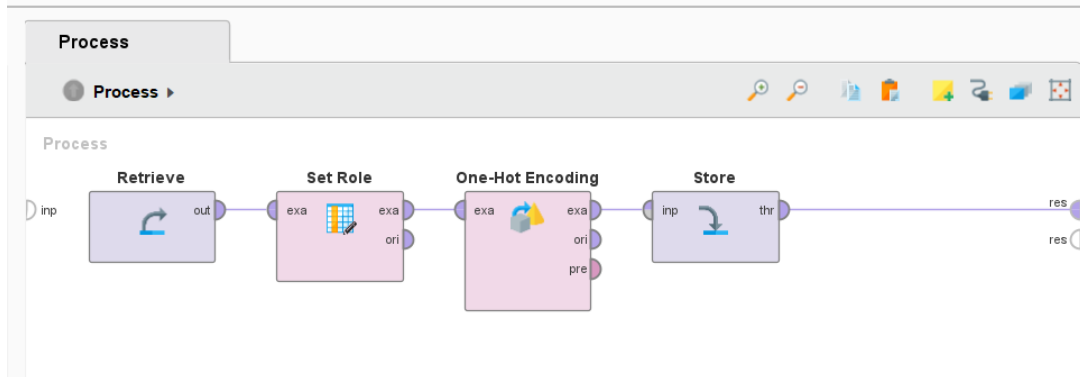 Process
Process
Process
Retrieve
Set Role
One-Hot Encoding
Store
inp
out
exa
exa
exa
exa
inp
thr
res
ori
ori
res
pre